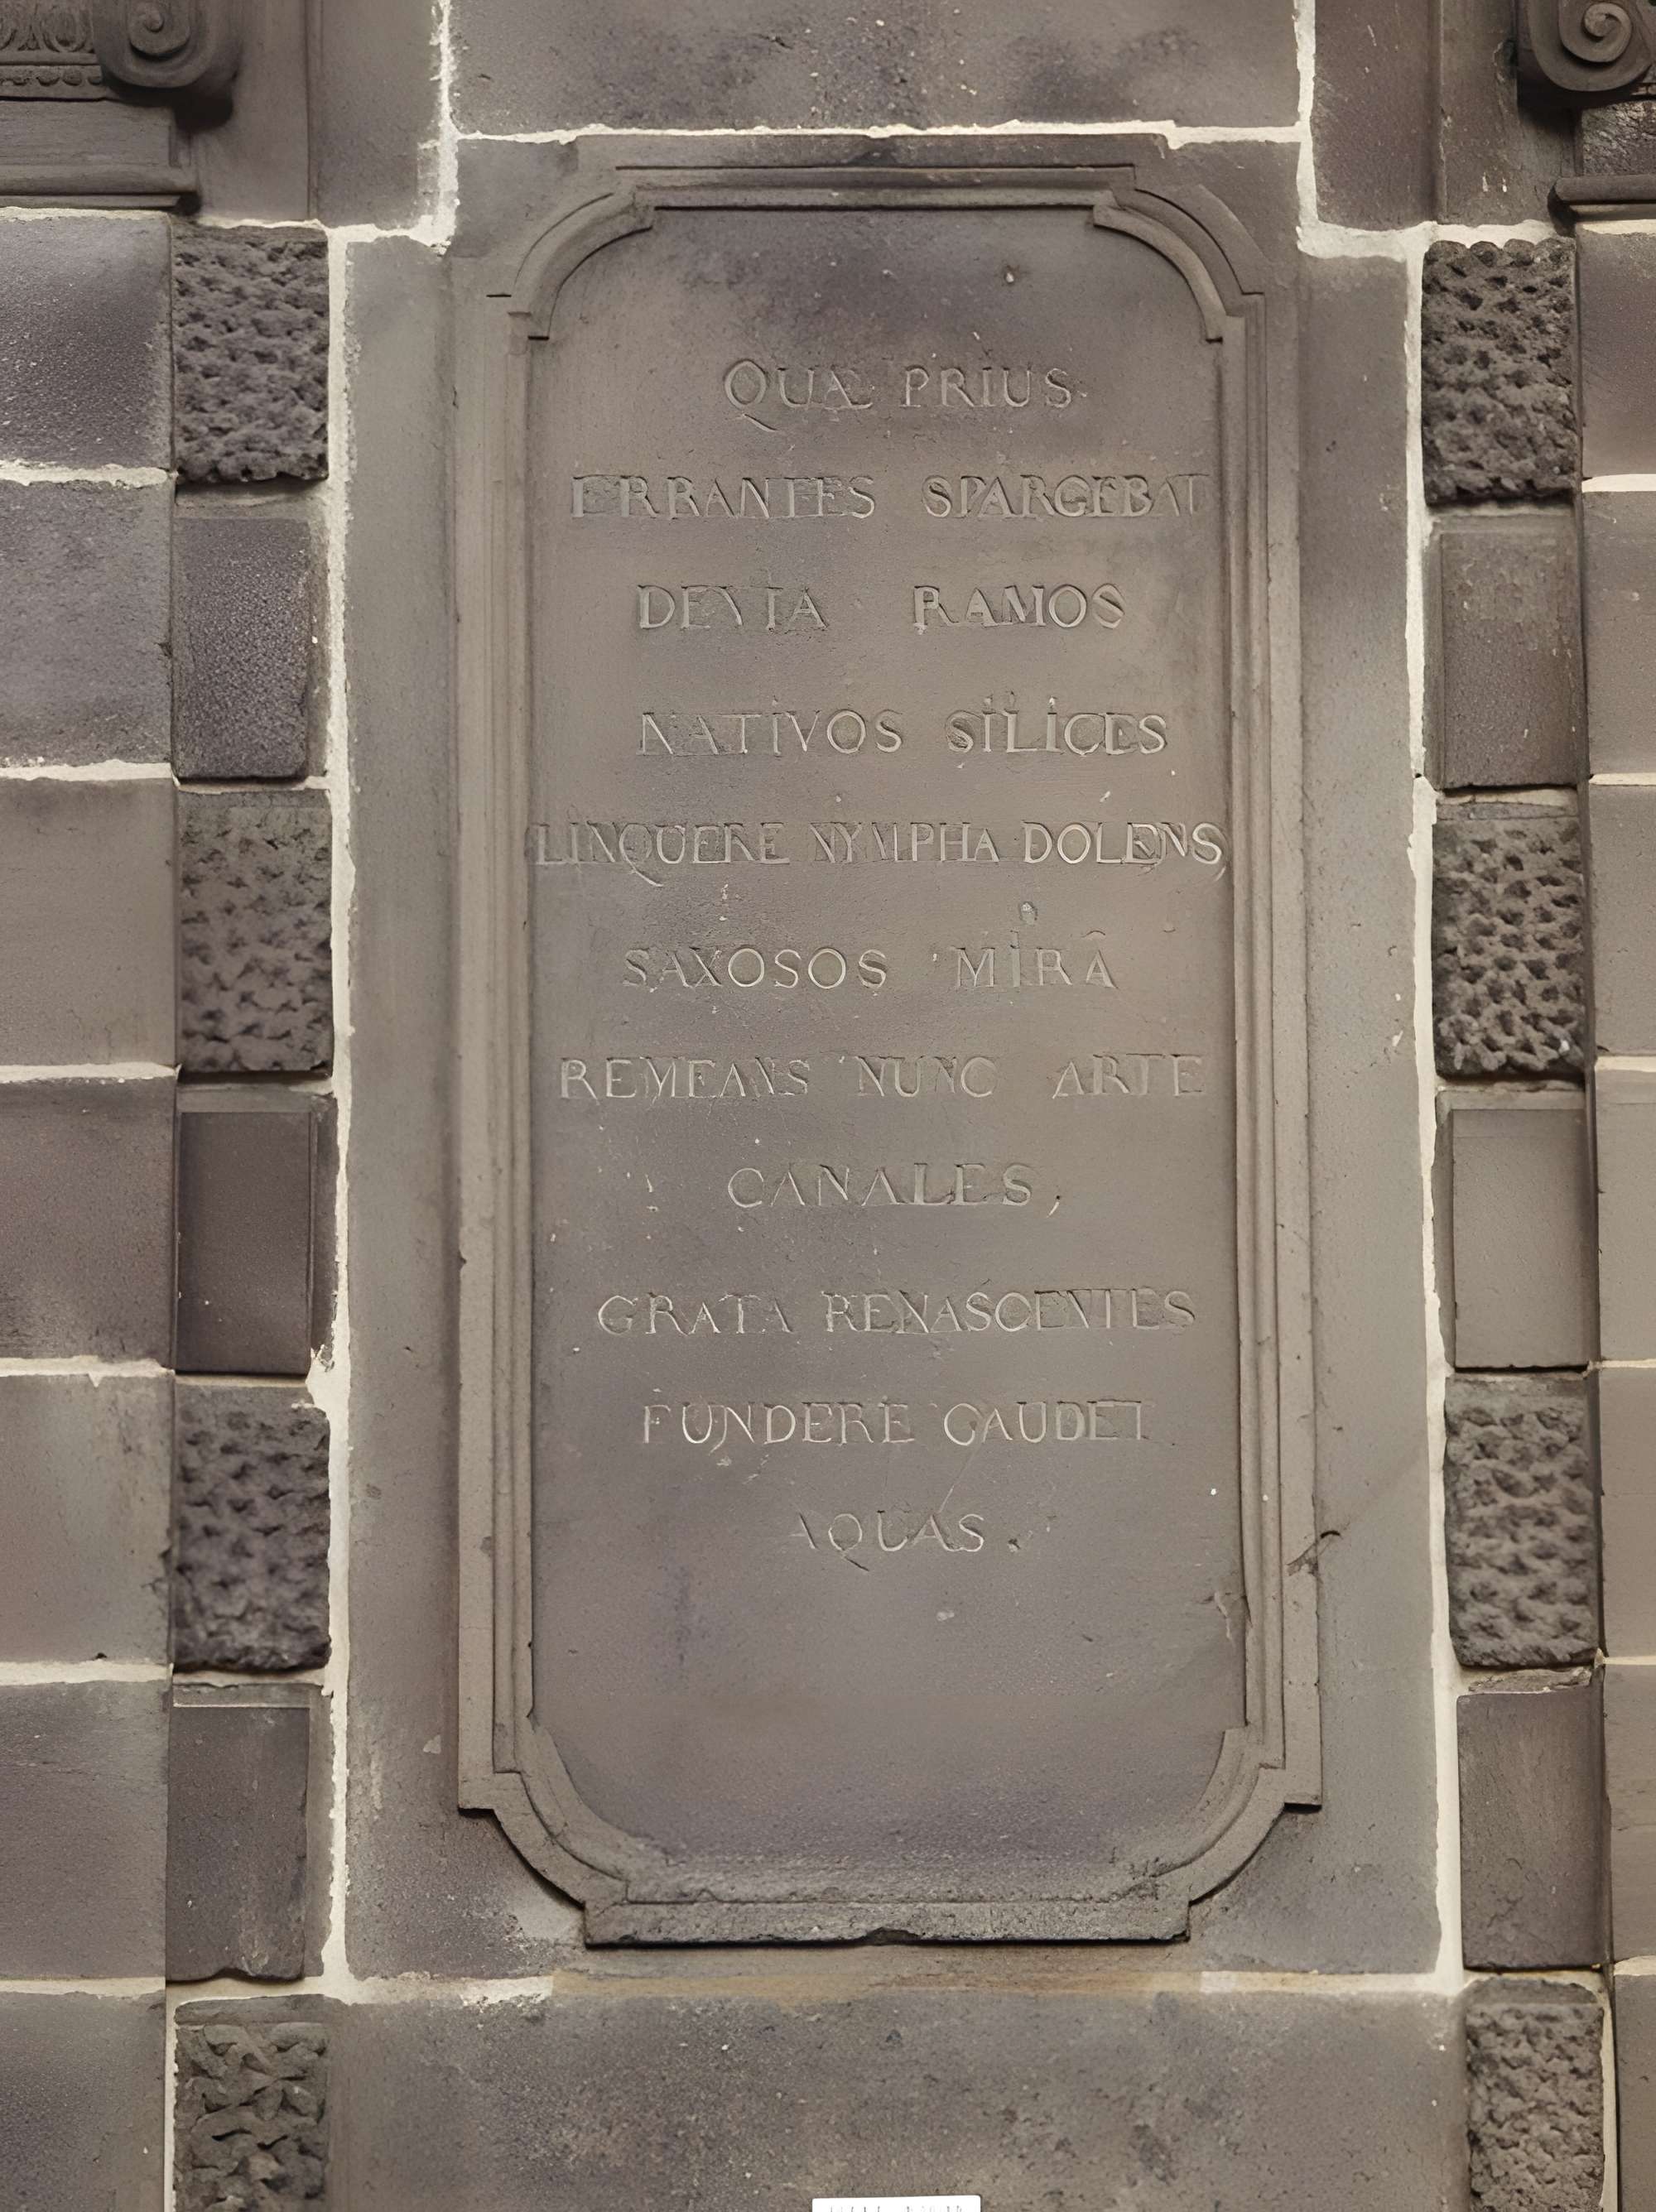 QUÆ PRIUS
ERRANTES SPARGEBAT
DEVIA RAMOS
NATIVOS SILICES
LINQUERE NYMPHA DOLENS,
SAXOSOS MIRÂ
REMEANS NUNC ARTE
CANALES,
GRATA RENASCENTES
FUNDERE GAUDET
AQUAS.